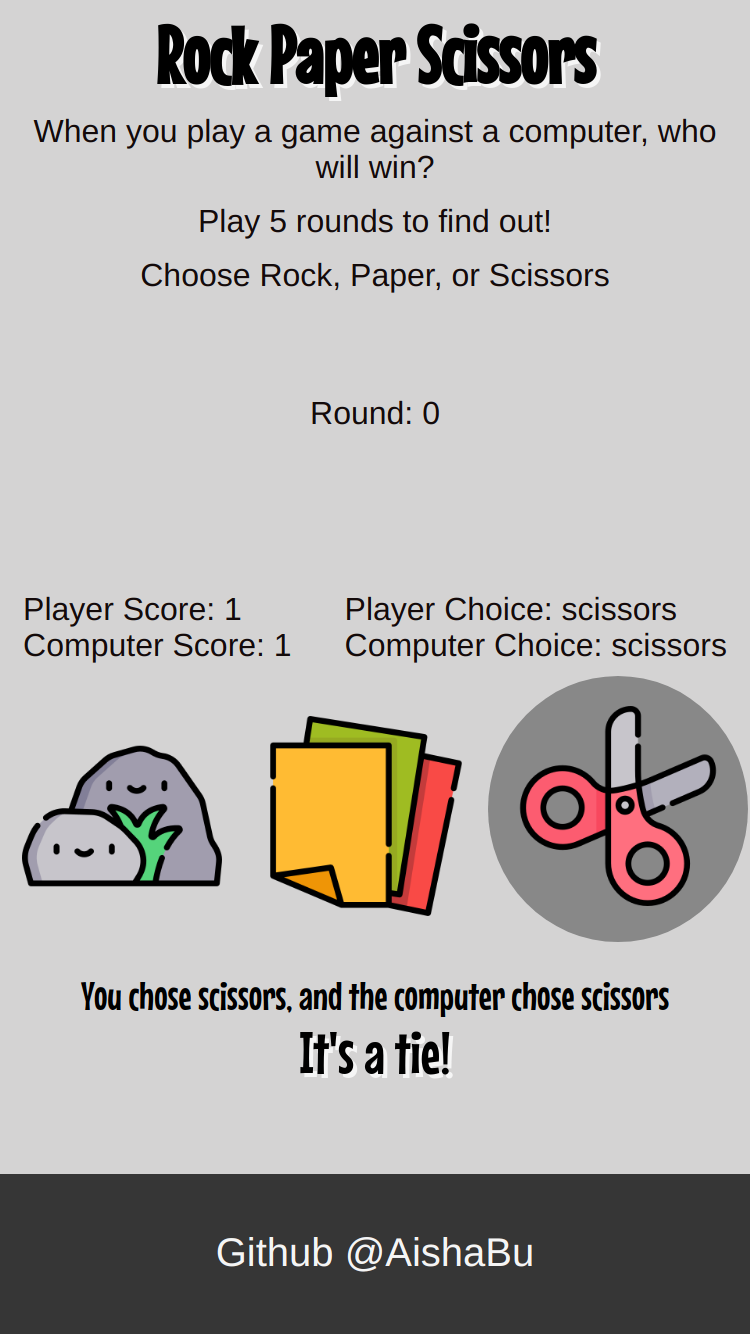 Rock Paper Scissors
When you play a game against a computer, who
will win?
Play 5 rounds to find out!
Choose Rock, Paper, or Scissors
Round: 0
Player Score: 1
Computer Score: 1
Player Choice: scissors
Computer Choice: scissors
You chose scissors, and the computer chose scissors
It's a tie!
Github @AishaBu